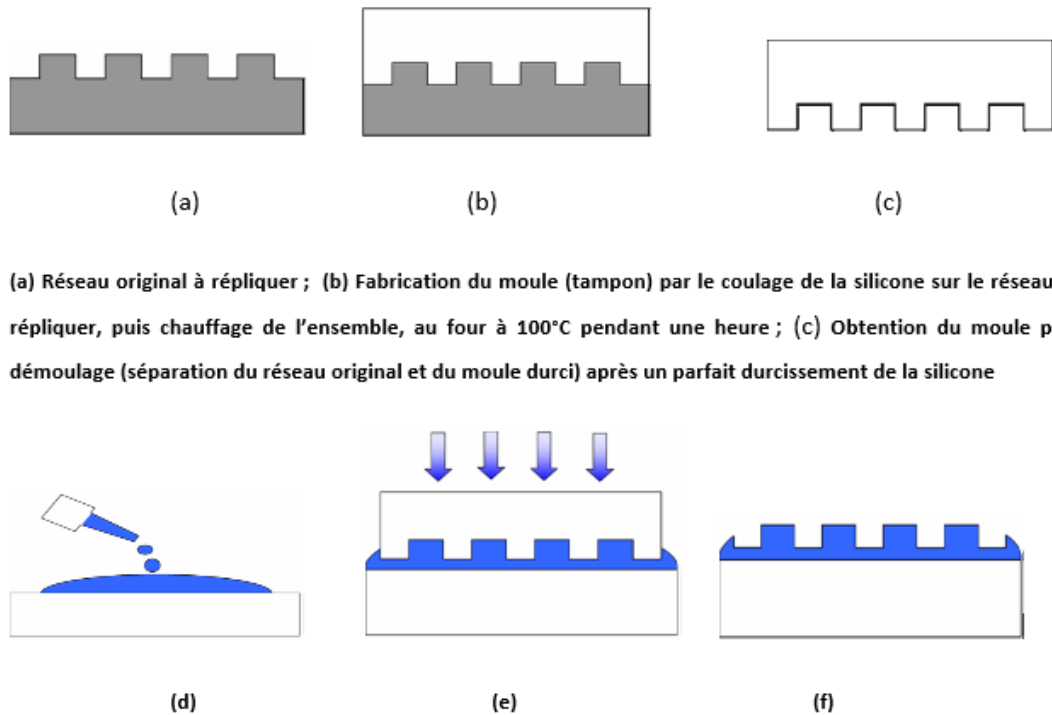 (a) (b) (c)
(a) Réseau original à répliquer ; (b) Fabrication du moule (tampon) par le coulage de la silicone sur le réseau
répliquer, puis chauffage de l’ensemble, au four à 100°C pendant une heure ; (c) Obtention du moule p
démoulage (séparation du réseau original et du moule durci) après un parfait durcissement de la silicone
(d) (e) (f)